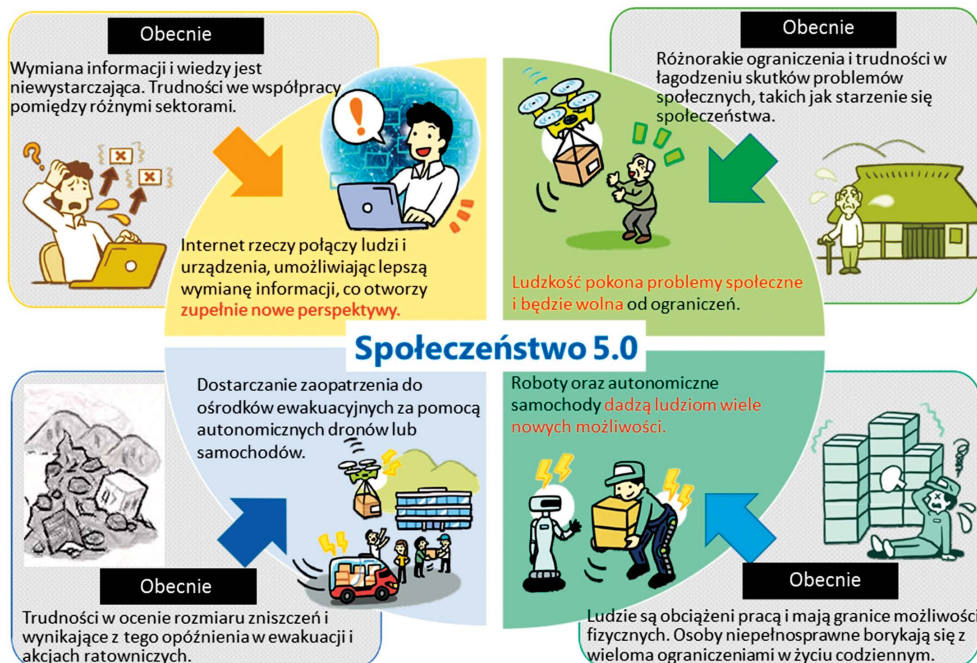 Obecnie
Wymiana informacji i wiedzy jest
niewystarczająca. Trudności we współpracy
pomiędzy różnymi sektorami.
Internet rzeczy połączy ludzi i
urządzenia, umożliwiając lepszą
wymianę informacji, co otworzy
zupełnie nowe perspektywy.
Obecnie
Różnorakie ograniczenia i trudności w
łagodzeniu skutków problemów
społecznych, takich jak starzenie się
społeczeństwa.
Ludzkość pokona problemy społeczne
i będzie wolna od ograniczeń.
Społeczeństwo 5.0
Dostarczanie zaopatrzenia do
ośrodków ewakuacyjnych za pomocą
autonomicznych dronów lub
samochodów.
Obecnie
Trudności w ocenie rozmiaru zniszczeń i
wynikające z tego opóźnienia w ewakuacji i
akcjach ratowniczych.
Roboty oraz autonomiczne
samochody dadzą ludziom wiele
nowych możliwości.
Obecnie
Ludzie są obciążeni pracą i mają granice możliwości
fizycznych. Osoby niepełnosprawne borykają się z
wieloma ograniczeniami w życiu codziennym.